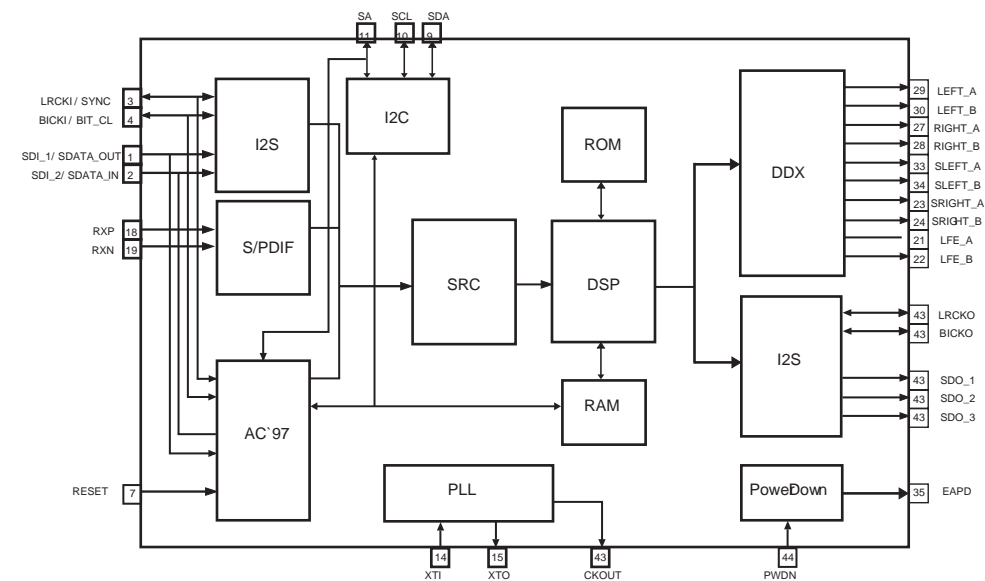 SA SCL SDA
11 10 9
LRCKI / SYNC 3
BICKI / BIT_CL 4
SDI_1/ SDATA_OUT 1
SDI_2/ SDATA_IN 2
RXP 18
RXN 19
RESET 7
I2S
I2C
S/PDIF
AC`97
SRC
ROM
DSP
RAM
PLL
DDX
I2S
PowerDown
29 LEFT_A
30 LEFT_B
27 RIGHT_A
28 RIGHT_B
33 SLEFT_A
34 SLEFT_B
23 SRIGHT_A
24 SRIGHT_B
21 LFE_A
22 LFE_B
43 LRCKO
43 BICKO
43 SDO_1
43 SDO_2
43 SDO_3
35 EAPD
14 15 43 44
XTI XTO CKOUT PWDN